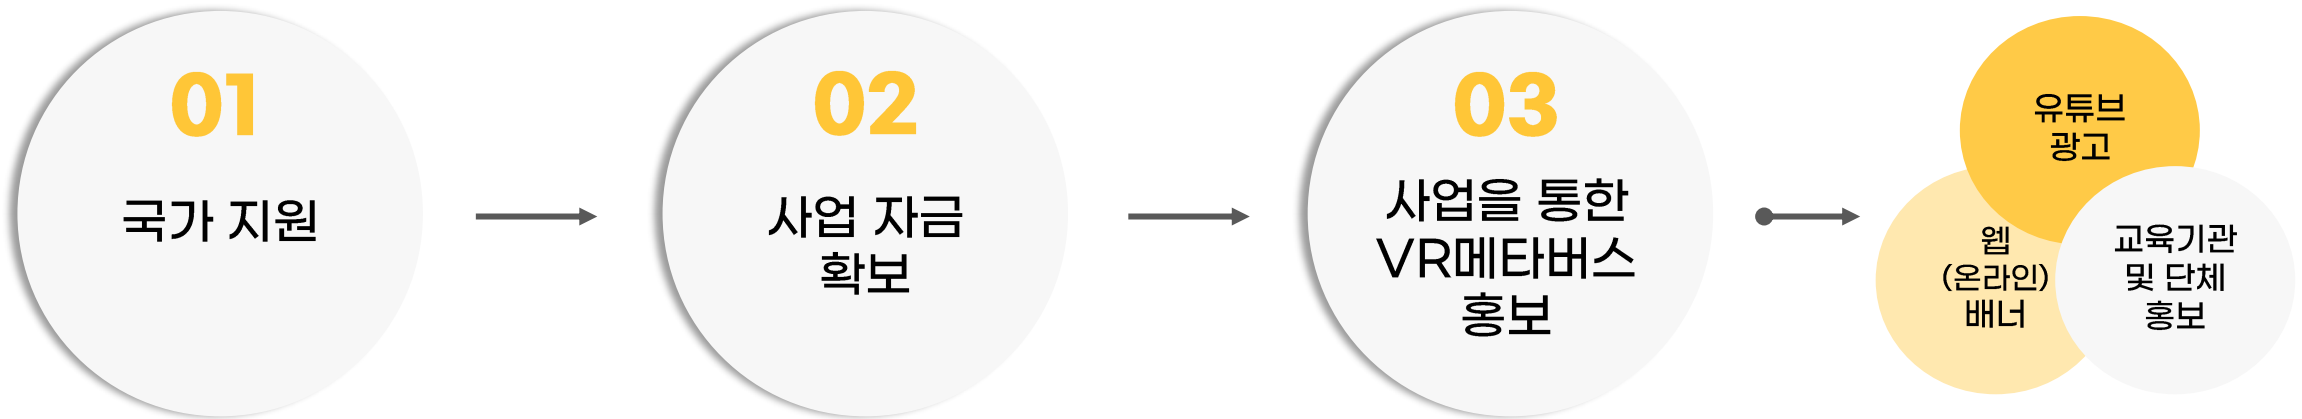 01
국가 지원
02
사업 자금
확보
03
사업을 통한
VR메타버스
홍보
유튜브
광고
웹
(온라인)
배너
교육기관
및 단체
홍보